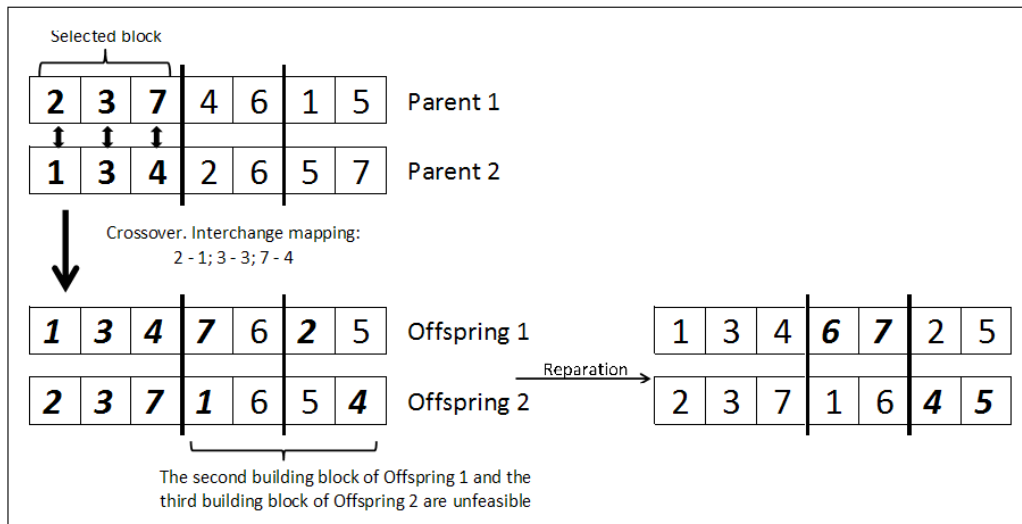 Selected block
2 3 7 4 6 1 5 Parent 1
1 3 4 2 6 5 7 Parent 2
Crossover. Interchange mapping:
2 - 1; 3 - 3; 7 - 4
1 3 4 7 6 2 5 Offspring 1
1 3 4 6 7 2 5
Reparation
2 3 7 1 6 5 4 Offspring 2
2 3 7 1 6 4 5
The second building block of Offspring 1 and the
third building block of Offspring 2 are unfeasible